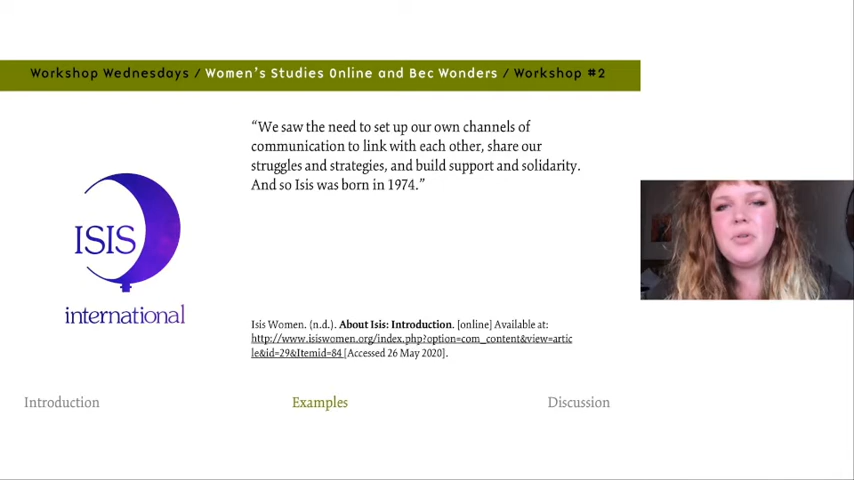 Workshop Wednesdays / Women's Studies Online and Bec Wonders / Workshop #2
“We saw the need to set up our own channels of
communication to link with each other, share our
struggles and strategies, and build support and solidarity.
And so Isis was born in 1974.”
ISIS
international
Isis Women. (n.d.). About Isis: Introduction. [online] Available at:
http://www.isiswomen.org/index.php?option=com_content&view=artic
le&id=29&Itemid=84 [Accessed 26 May 2020].
Introduction
Examples
Discussion